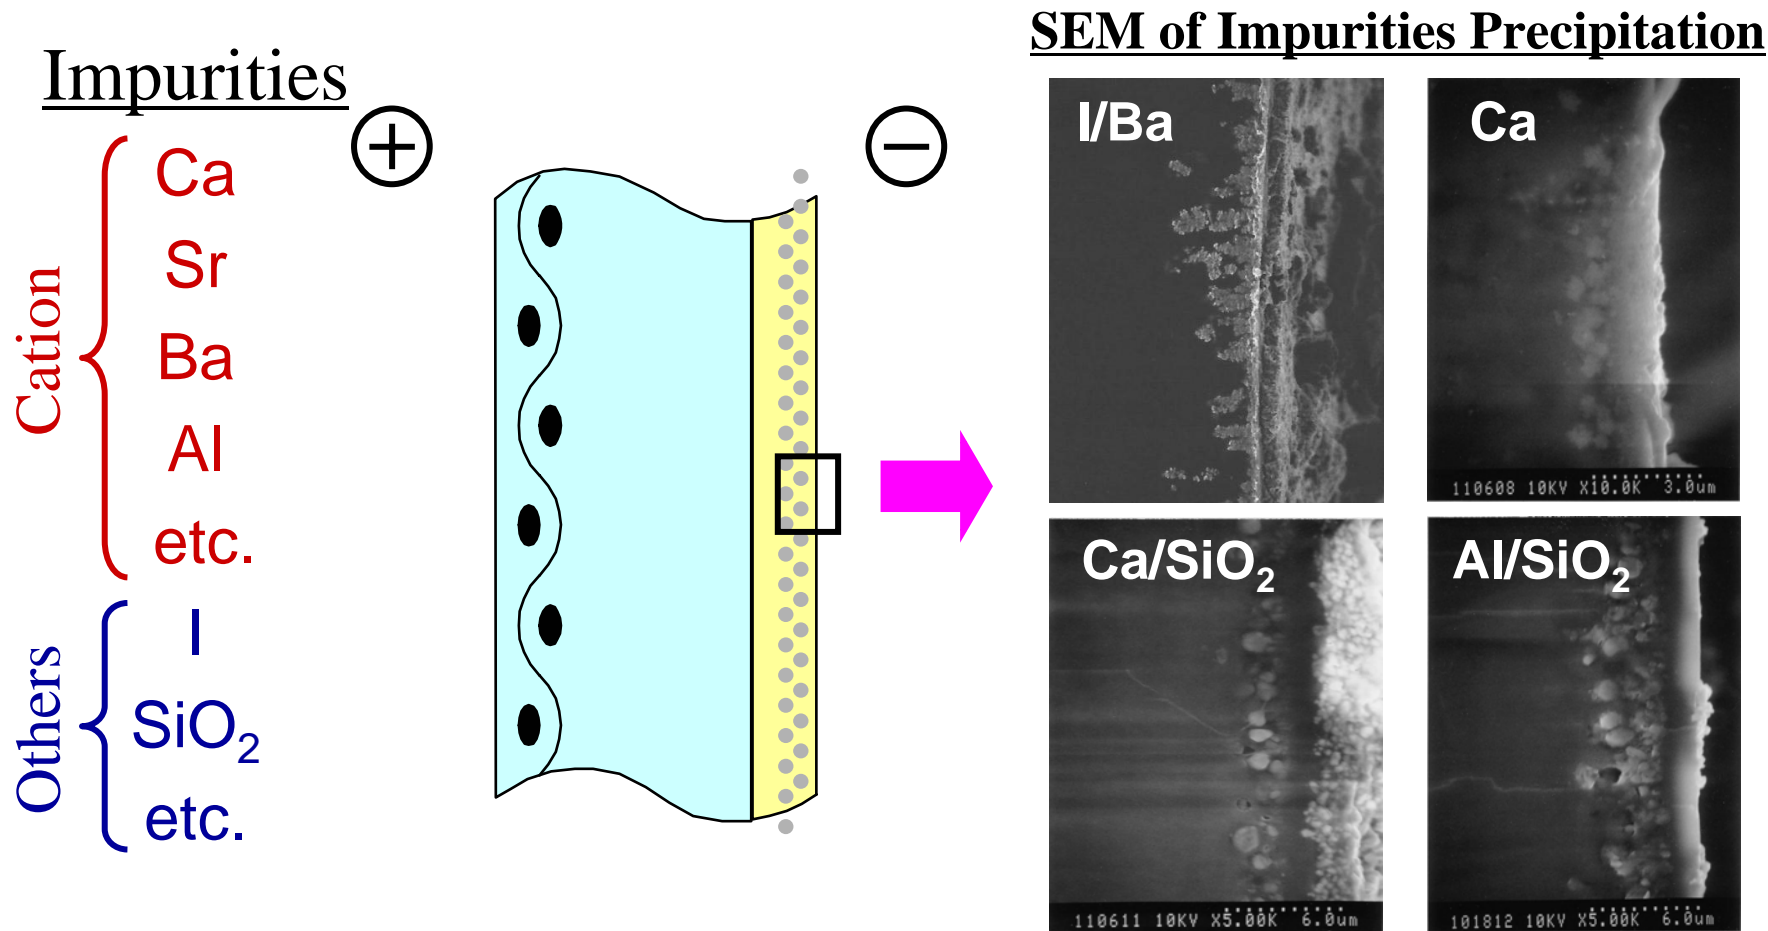 Impurities
Cation
Ca
Sr
Ba
Al
etc.
Others
I
SiO₂
etc.
+
−
SEM of Impurities Precipitation
I/Ba
Ca
110608 10KV X10.0K 3.0um
Ca/SiO₂
110611 10KV X5.00K 6.0um
Al/SiO₂
101812 10KV X5.00K 6.0um